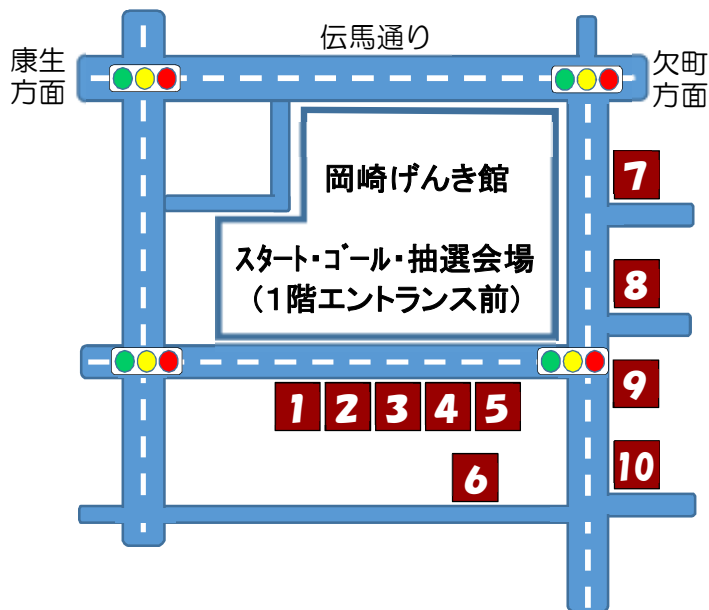 伝馬通り
康生
方面
欠町
方面
岡崎げんき館
7
スタート・ゴール・抽選会場
(1階エントランス前)
8
9
1 2 3 4 5
10
6